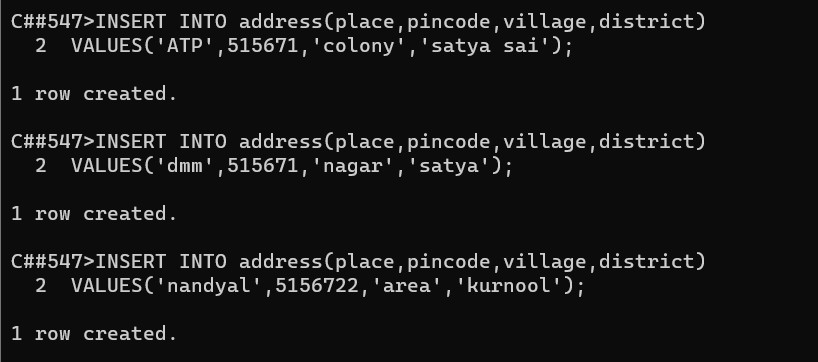 C##547>INSERT INTO address(place,pincode,village,district)
2 VALUES('ATP',515671,'colony','satya sai');
1 row created.
C##547>INSERT INTO address(place,pincode,village,district)
2 VALUES('dmm',515671,'nagar','satya');
1 row created.
C##547>INSERT INTO address(place,pincode,village,district)
2 VALUES('nandyal',5156722,'area','kurnool');
1 row created.